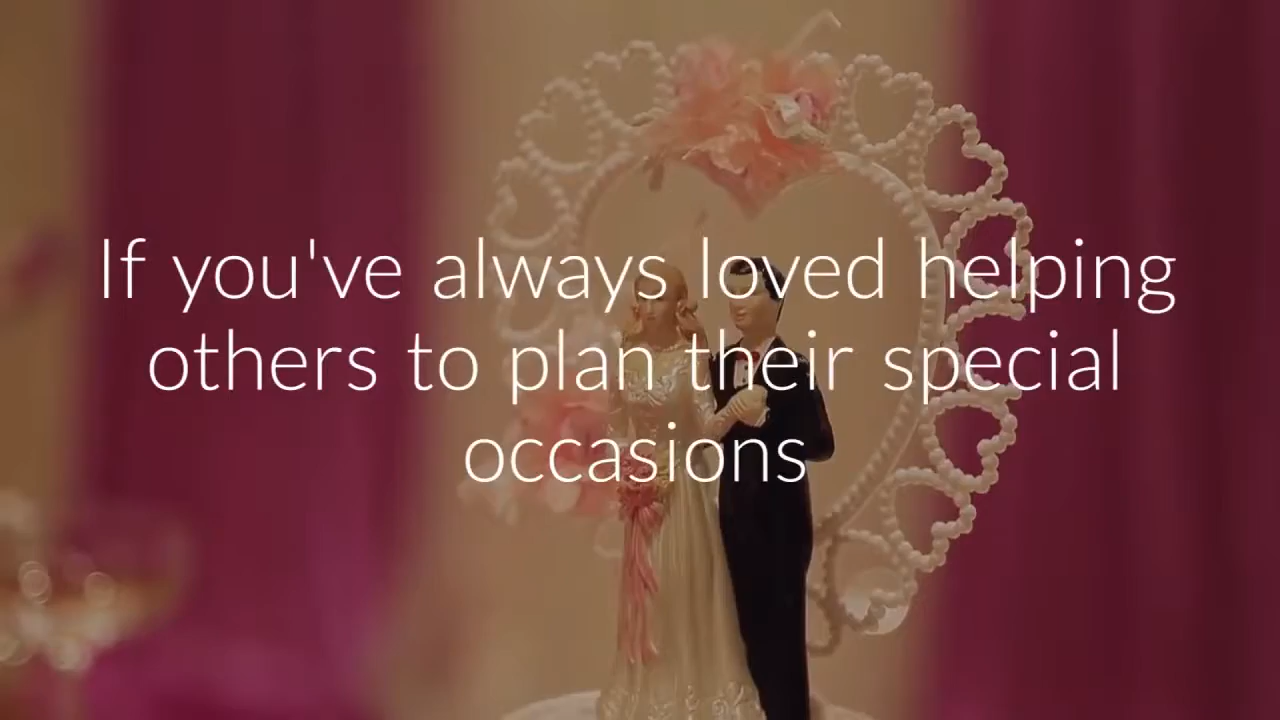 If you've always loved helping
others to plan their special
occasions